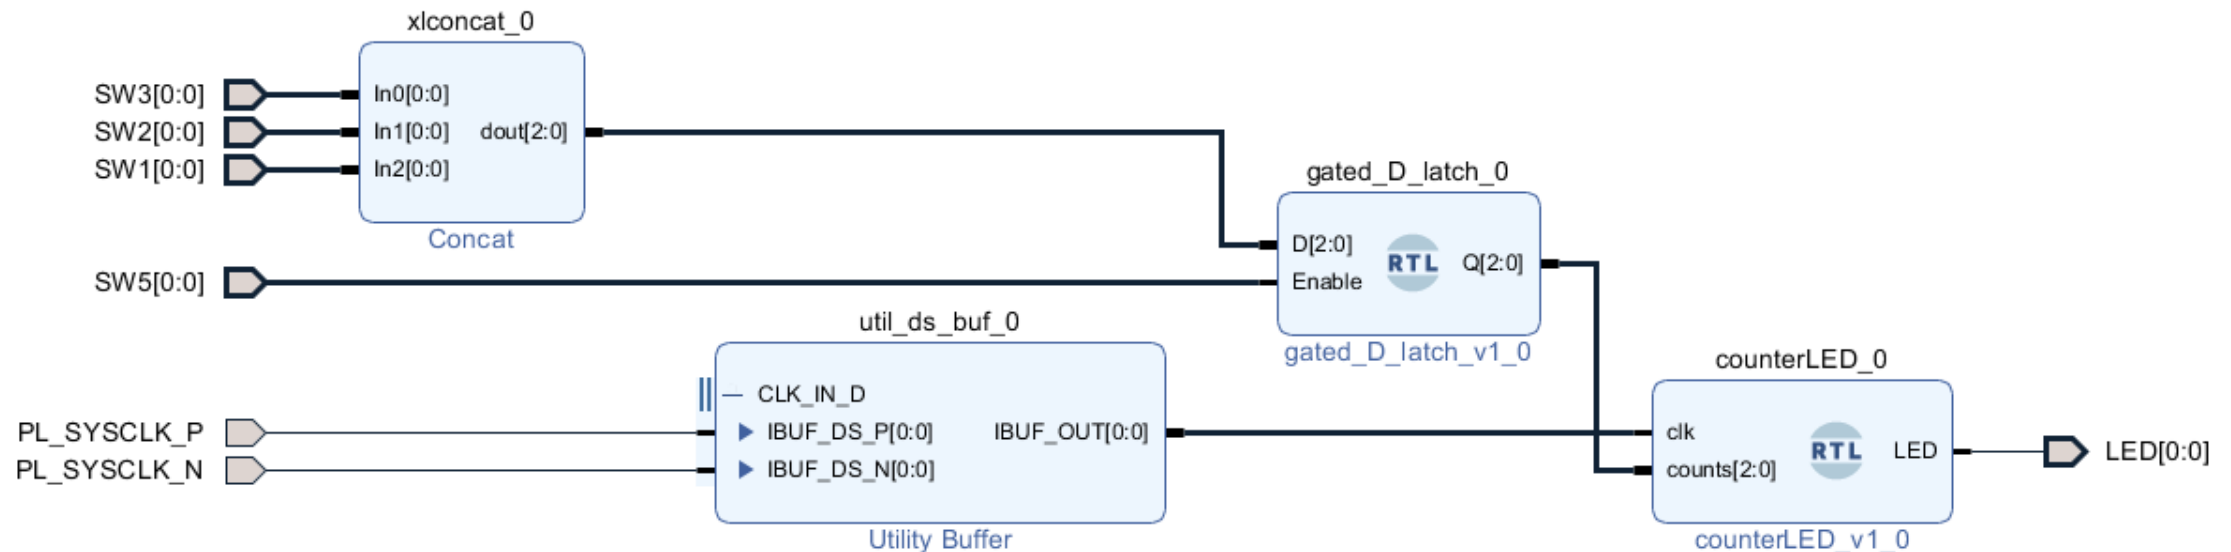 xlconcat_0
SW3[0:0]
SW2[0:0]
SW1[0:0]
In0[0:0]
In1[0:0]
In2[0:0]
dout[2:0]
Concat
SW5[0:0]
gated_D_latch_0
D[2:0]
Enable
RTL
Q[2:0]
gated_D_latch_v1_0
util_ds_buf_0
CLK_IN_D
PL_SYSCLK_P
PL_SYSCLK_N
IBUF_DS_P[0:0]
IBUF_DS_N[0:0]
IBUF_OUT[0:0]
Utility Buffer
counterLED_0
clk
counts[2:0]
RTL
LED
LED[0:0]
counterLED_v1_0